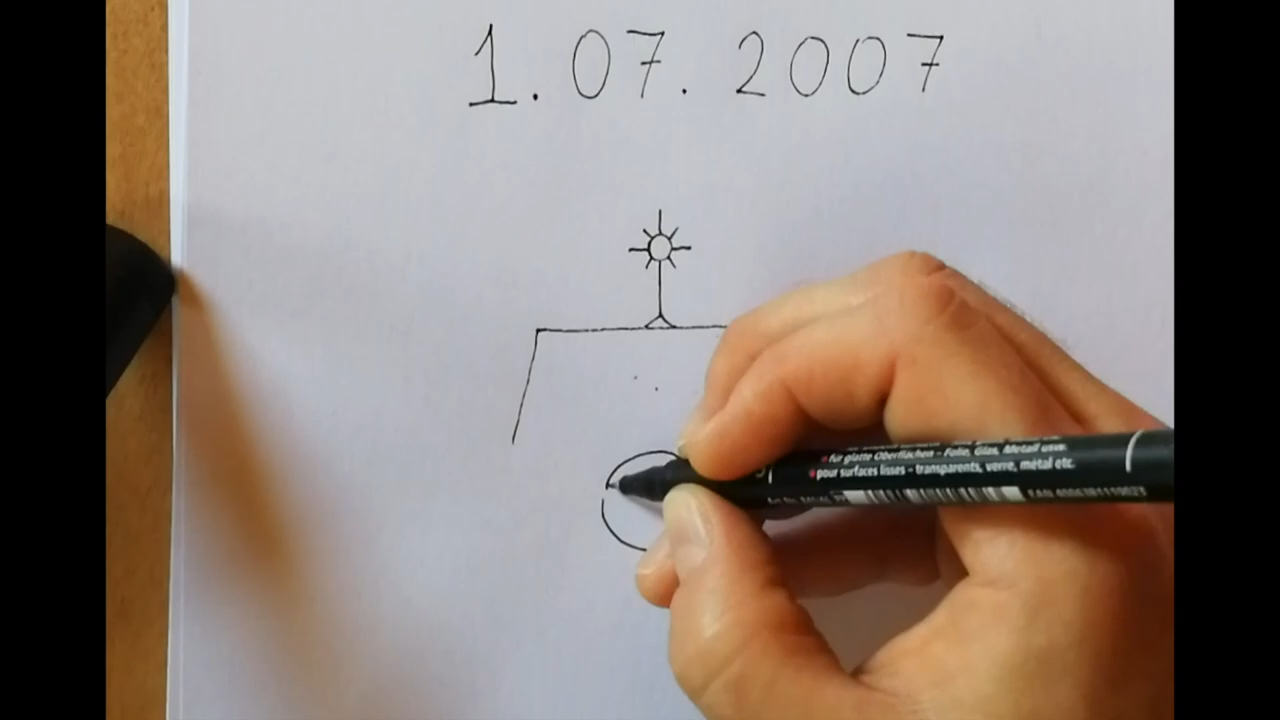 1.07.2007
für glatte Oberflächen - Folie, Glas, Metall usw.
pour surfaces lisses - transparents, verre, métal etc.